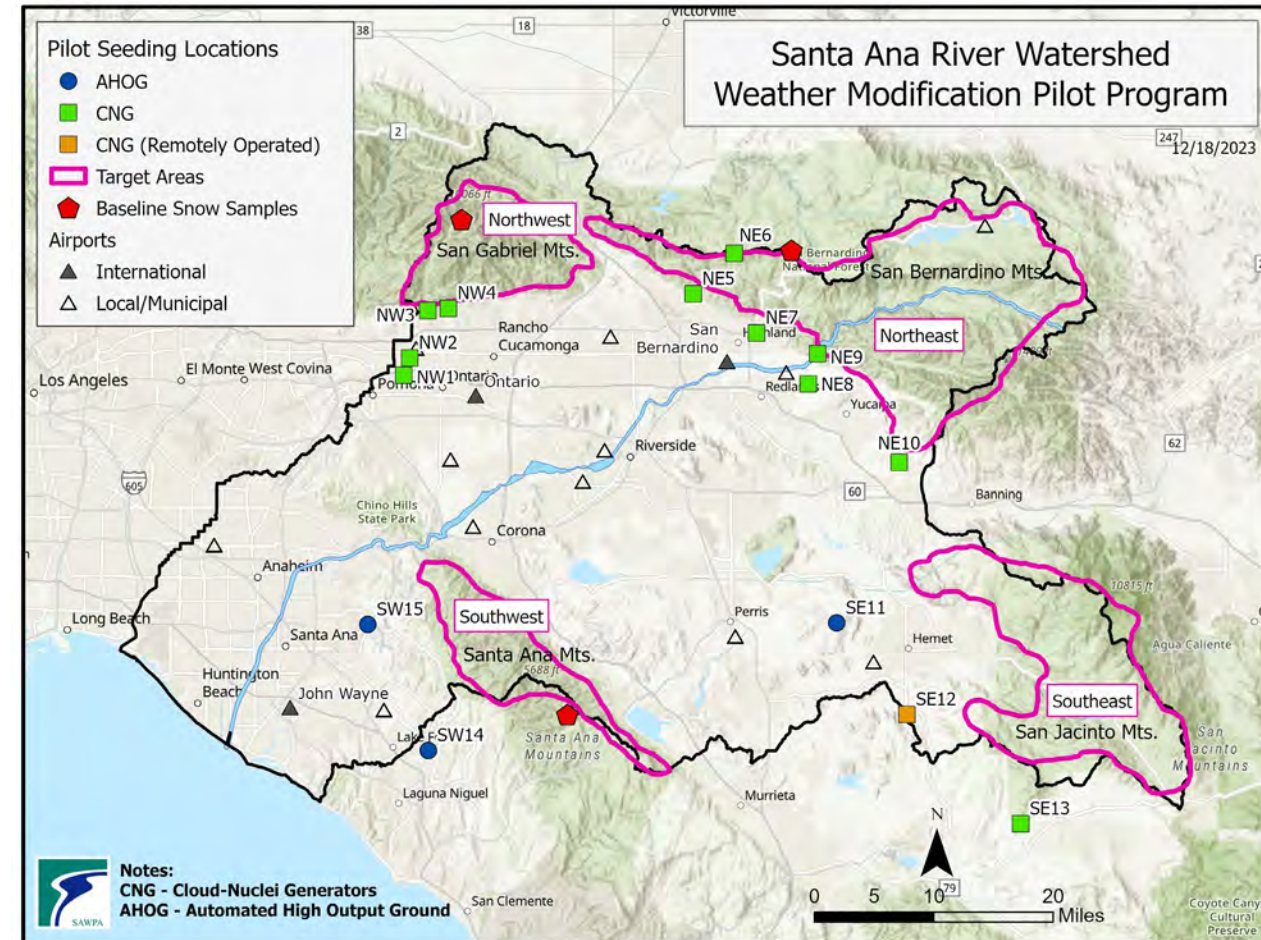 Victorville
18
38
Pilot Seeding Locations
AHOG
CNG
CNG (Remotely Operated)
Target Areas
Baseline Snow Samples
Airports
International
Local/Municipal
Santa Ana River Watershed
Weather Modification Pilot Program
247
12/18/2023
2
Northwest
San Gabriel Mts.
NE6
Bernardino
National Forest
San Bernardino Mts.
NE5
NW4
NW3
NE7
Highland
Northeast
Rancho
Cucamonga
San
Bernardino
NW2
NE9
El Monte
West Covina
Los Angeles
NW1
Ontario
Ontario
NE8
Yucaipa
NE10
62
Riverside
605
60
Banning
Chino Hills
State Park
Corona
Anaheim
10815 ft
SW15
Southwest
Perris
SE11
Long Beach
Santa Ana
Hemet
Agua Caliente
Santa Ana Mts.
5688 ft
Huntington
Beach
John Wayne
SE12
Southeast
San Jacinto Mts.
San
Jacinto
Mountains
SW14
Santa Ana
Mountains
Laguna Niguel
Murrieta
SE13
N
Notes:
CNG - Cloud-Nuclei Generators
AHOG - Automated High Output Ground
SAWPA
San Clemente
79
0 5 10 20
Miles
Coyote Cany
Cultural
Preserve